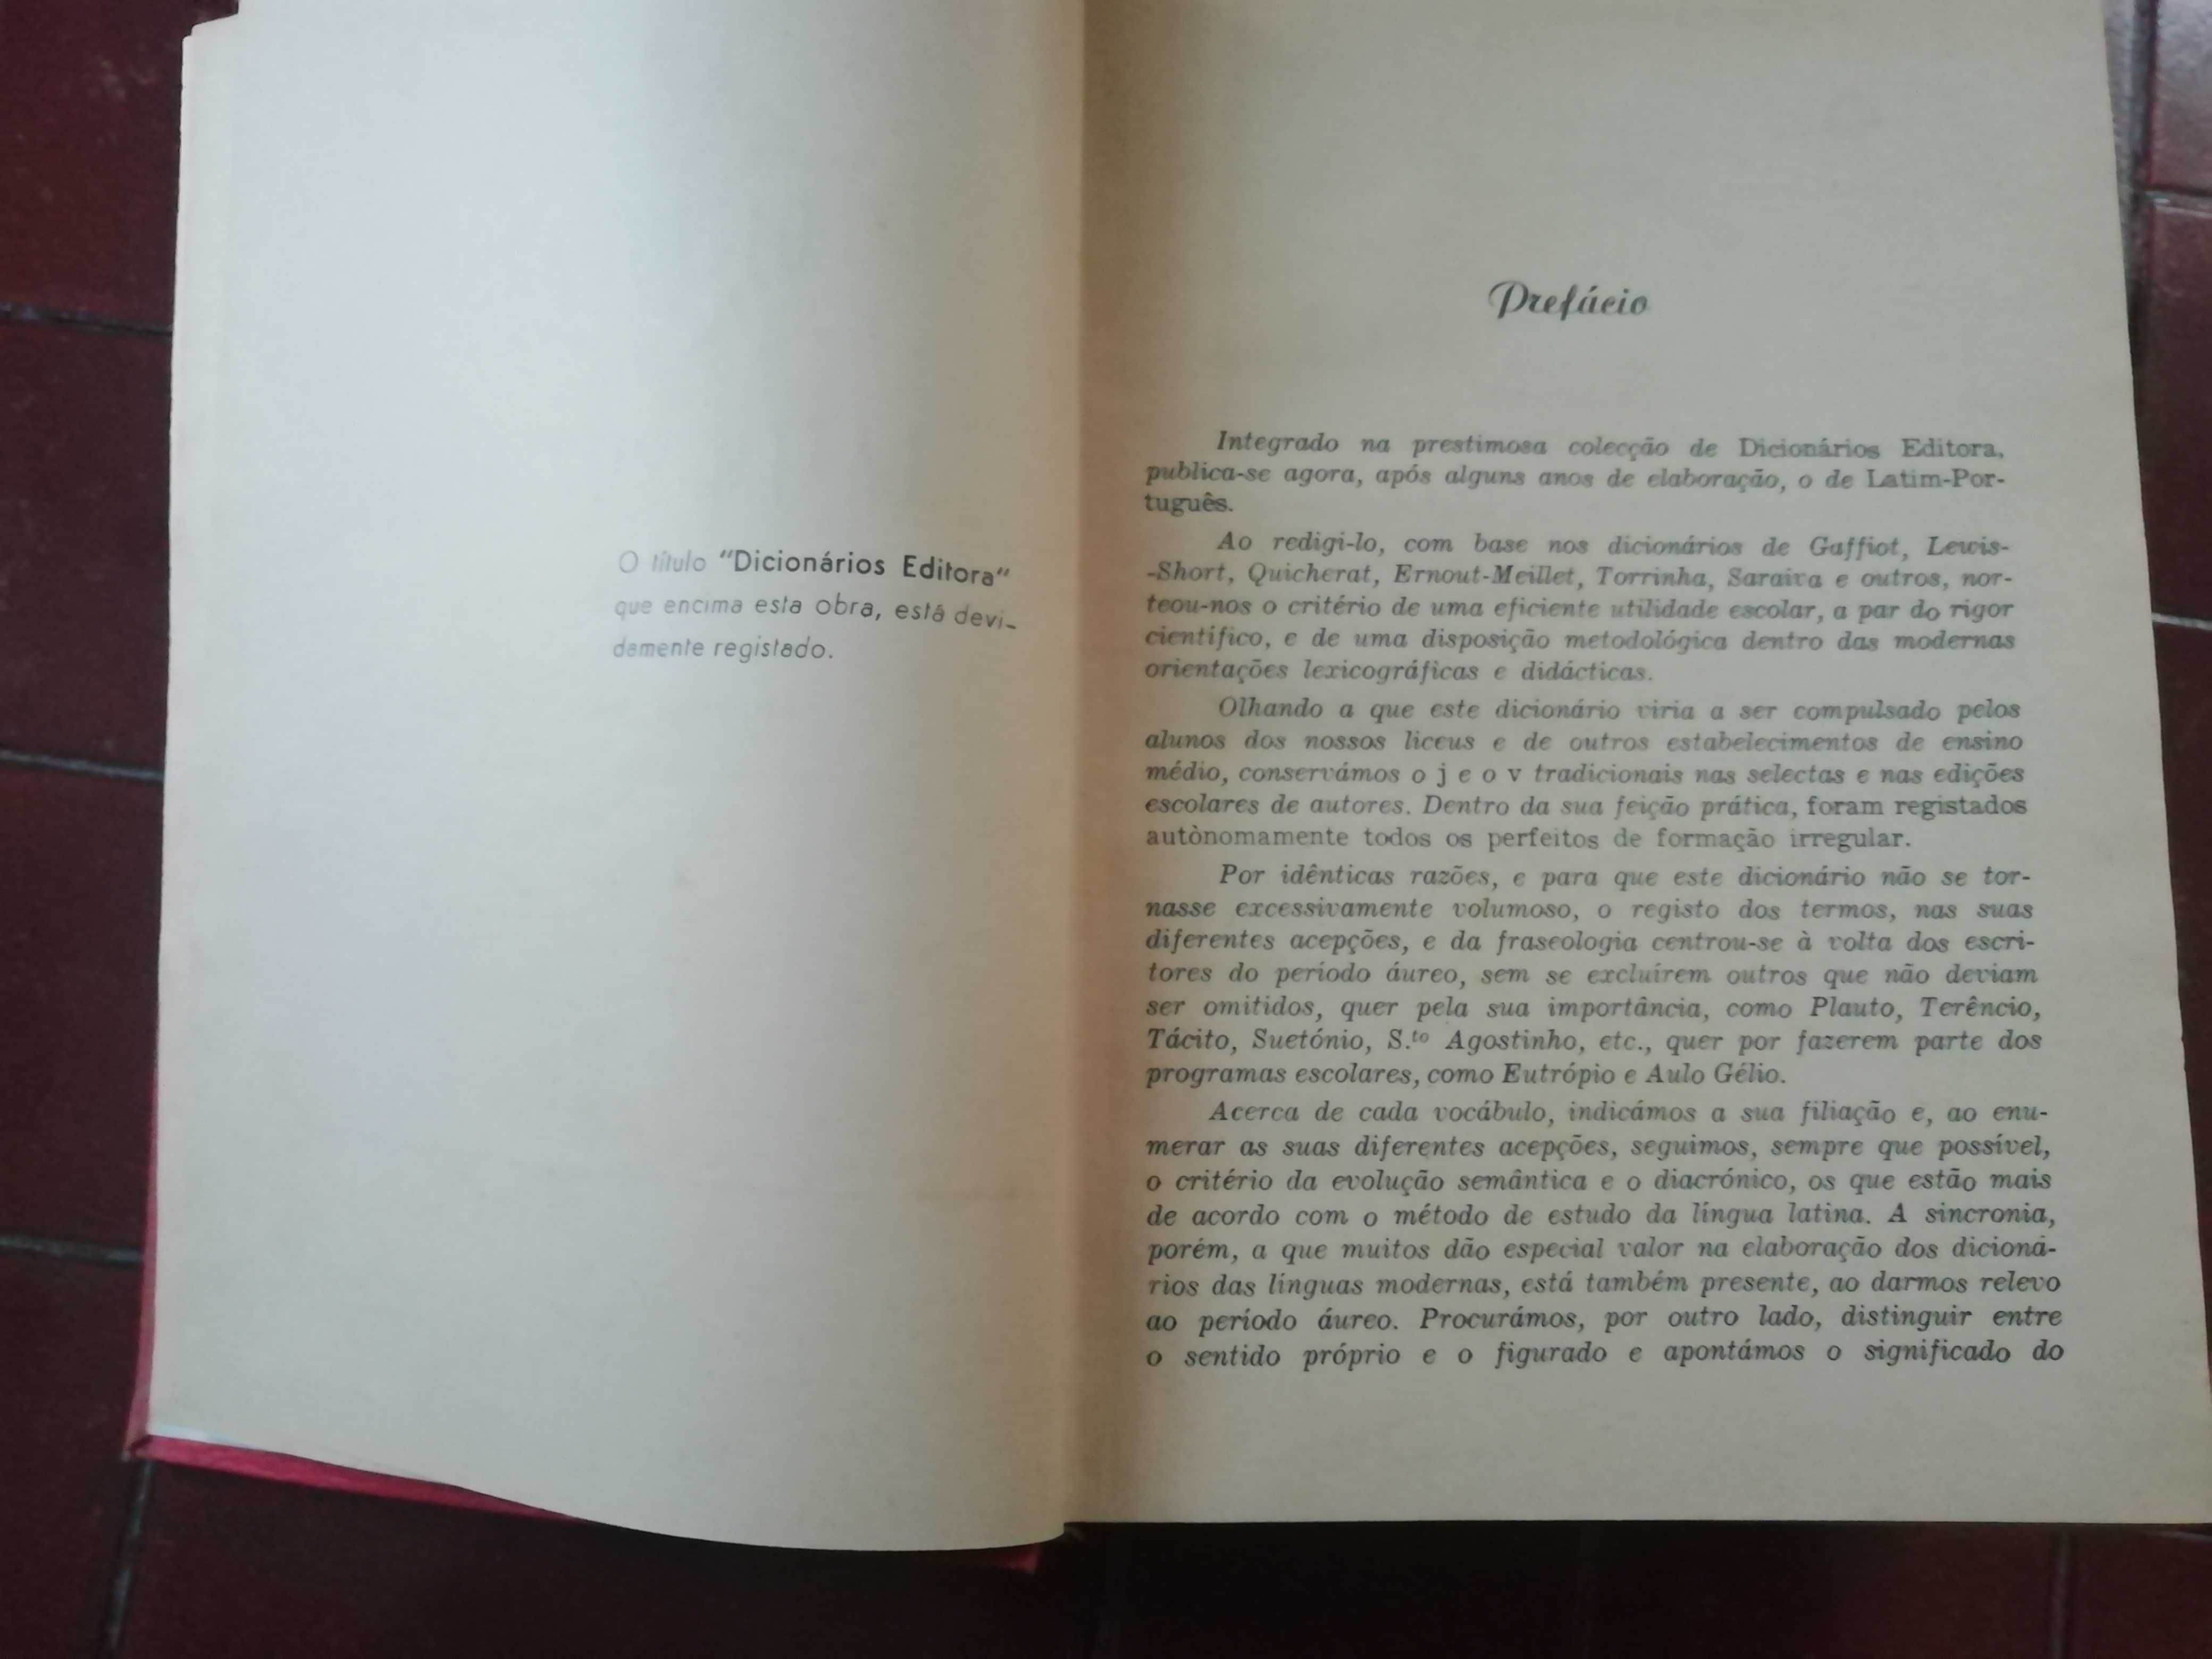 O título "Dicionários Editora"
que encima esta obra, está devi-
damente registado.
Prefácio
Integrado na prestimosa colecção de Dicionários Editora,
publica-se agora, após alguns anos de elaboração, o de Latim-Por-
tuguês.
Ao redigi-lo, com base nos dicionários de Gaffiot, Lewis-
-Short, Quicherat, Ernout-Meillet, Torrinha, Saraiva e outros, nor-
teou-nos o critério de uma eficiente utilidade escolar, a par do rigor
científico, e de uma disposição metodológica dentro das modernas
orientações lexicográficas e didácticas.
Olhando a que este dicionário viria a ser compulsado pelos
alunos dos nossos liceus e de outros estabelecimentos de ensino
médio, conservámos o j e o v tradicionais nas selectas e nas edições
escolares de autores. Dentro da sua feição prática, foram registados
autònomamente todos os perfeitos de formação irregular.
Por idênticas razões, e para que este dicionário não se tor-
nasse excessivamente volumoso, o registo dos termos, nas suas
diferentes acepções, e da fraseologia centrou-se à volta dos escri-
tores do período áureo, sem se excluírem outros que não deviam
ser omitidos, quer pela sua importância, como Plauto, Terêncio,
Tácito, Suetónio, S.to Agostinho, etc., quer por fazerem parte dos
programas escolares, como Eutrópio e Aulo Gélio.
Acerca de cada vocábulo, indicámos a sua filiação e, ao enu-
merar as suas diferentes acepções, seguimos, sempre que possível,
o critério da evolução semântica e o diacrónico, os que estão mais
de acordo com o método de estudo da língua latina. A sincronia,
porém, a que muitos dão especial valor na elaboração dos dicioná-
rios das línguas modernas, está também presente, ao darmos relevo
ao período áureo. Procurámos, por outro lado, distinguir entre
o sentido próprio e o figurado e apontámos o significado do